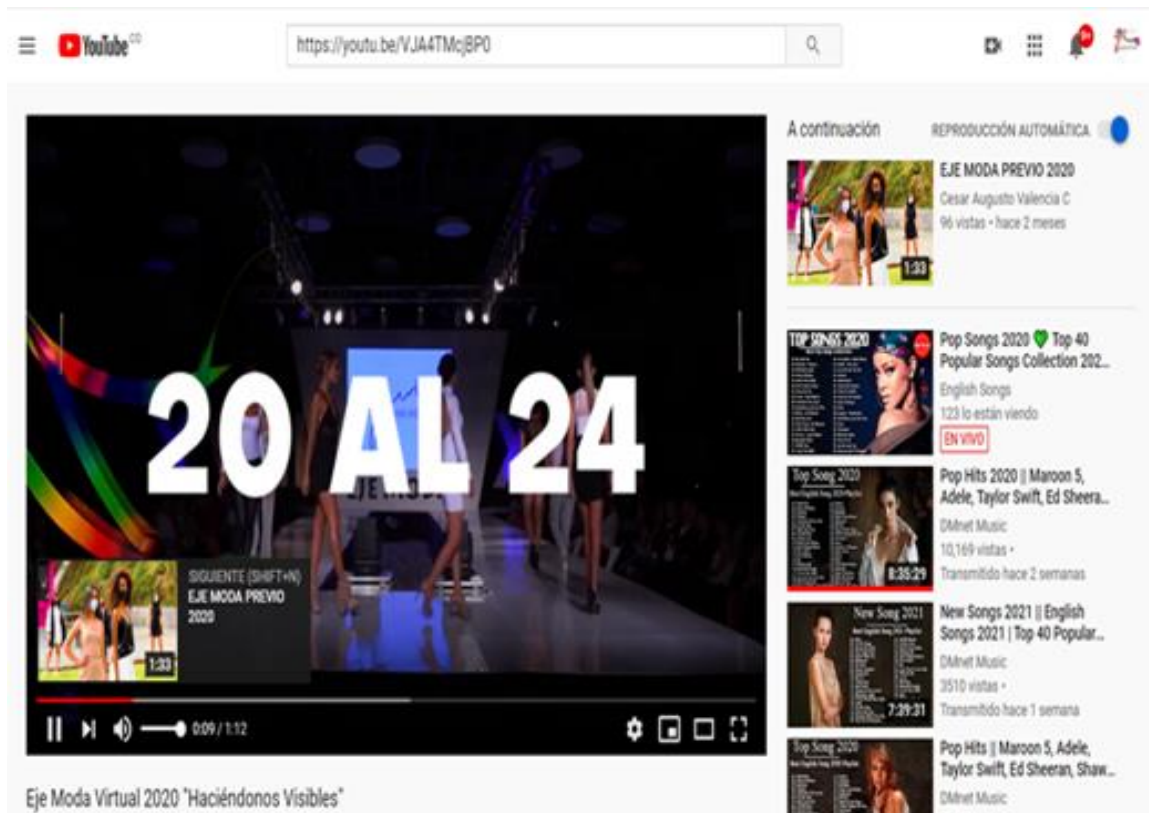 YouTube CO
https://youtu.be/VJA4TMcjBP0
9+
20 AL 24
EJE MODA
SIGUIENTE (SHIFT+N)
EJE MODA PREVIO
2020
1:33
0:09 / 1:12
Eje Moda Virtual 2020 "Haciéndonos Visibles"
A continuación
REPRODUCCIÓN AUTOMÁTICA
EJE MODA PREVIO 2020
Cesar Augusto Valencia C
96 vistas • hace 2 meses
1:33
TOP SONGS 2020
Pop Songs 2020 💚 Top 40
Popular Songs Collection 202...
English Songs
123 lo están viendo
EN VIVO
Top Song 2020
8:35:29
Pop Hits 2020 || Maroon 5,
Adele, Taylor Swift, Ed Sheera...
DMnet Music
10,169 vistas •
Transmitido hace 2 semanas
New Song 2021
7:39:31
New Songs 2021 || English
Songs 2021 | Top 40 Popular...
DMnet Music
3510 vistas •
Transmitido hace 1 semana
Top Song 2020
Pop Hits || Maroon 5, Adele,
Taylor Swift, Ed Sheeran, Shaw...
DMnet Music